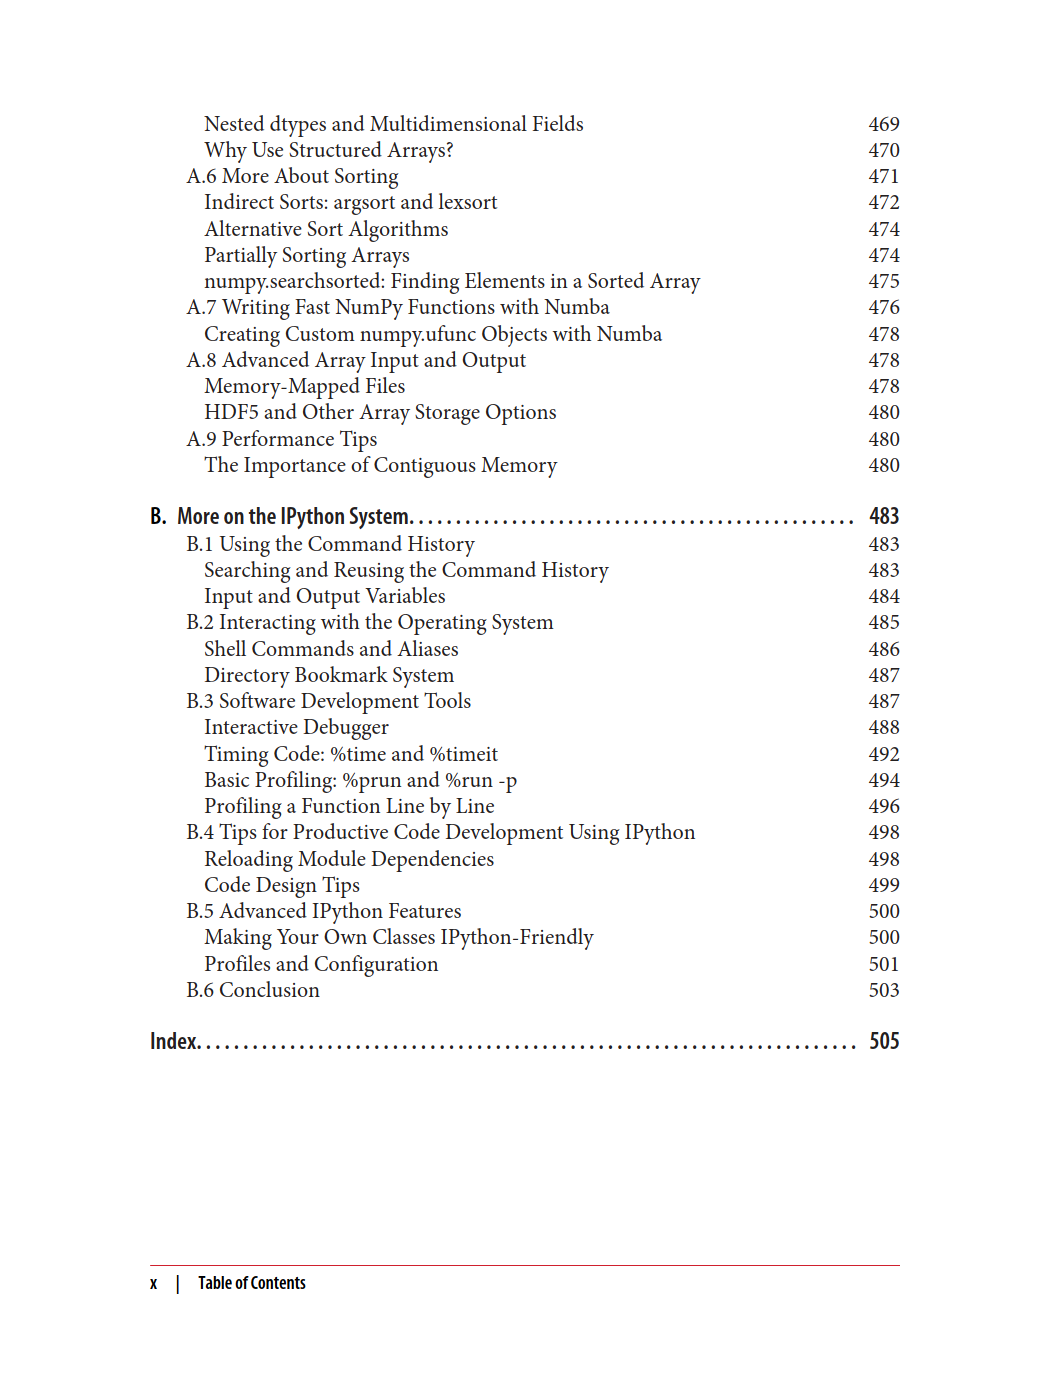 Nested dtypes and Multidimensional Fields 469
Why Use Structured Arrays? 470
A.6 More About Sorting 471
Indirect Sorts: argsort and lexsort 472
Alternative Sort Algorithms 474
Partially Sorting Arrays 474
numpy.searchsorted: Finding Elements in a Sorted Array 475
A.7 Writing Fast NumPy Functions with Numba 476
Creating Custom numpy.ufunc Objects with Numba 478
A.8 Advanced Array Input and Output 478
Memory-Mapped Files 478
HDF5 and Other Array Storage Options 480
A.9 Performance Tips 480
The Importance of Contiguous Memory 480
B. More on the IPython System. . . . . . . . . . . . . . . . . . . . . . . . . . . . . . . . . . . . . . . . . . . . . . . . 483
B.1 Using the Command History 483
Searching and Reusing the Command History 483
Input and Output Variables 484
B.2 Interacting with the Operating System 485
Shell Commands and Aliases 486
Directory Bookmark System 487
B.3 Software Development Tools 487
Interactive Debugger 488
Timing Code: %time and %timeit 492
Basic Profiling: %prun and %run -p 494
Profiling a Function Line by Line 496
B.4 Tips for Productive Code Development Using IPython 498
Reloading Module Dependencies 498
Code Design Tips 499
B.5 Advanced IPython Features 500
Making Your Own Classes IPython-Friendly 500
Profiles and Configuration 501
B.6 Conclusion 503
Index. . . . . . . . . . . . . . . . . . . . . . . . . . . . . . . . . . . . . . . . . . . . . . . . . . . . . . . . . . . . . . . . . . . . . . . 505
x | Table of Contents